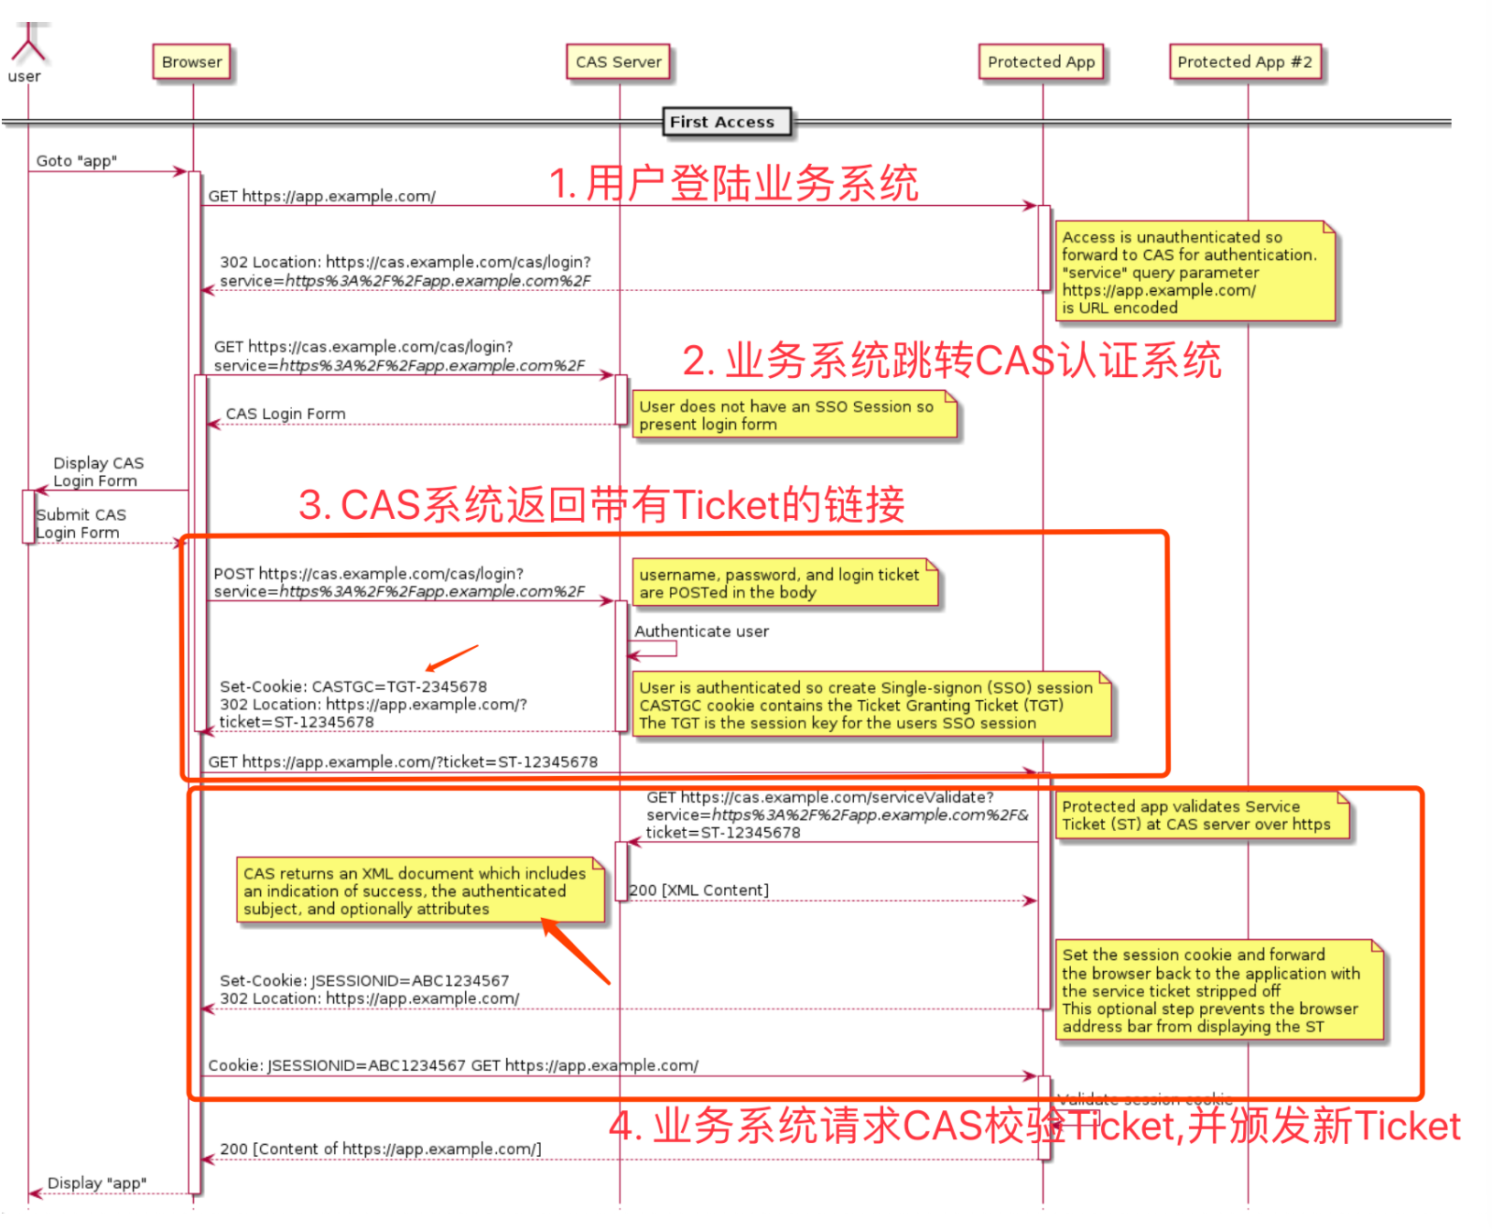 user
Browser
CAS Server
Protected App
Protected App #2
First Access
Goto "app"
1. 用户登陆业务系统
GET https://app.example.com/
Access is unauthenticated so
forward to CAS for authentication.
"service" query parameter
https://app.example.com/
is URL encoded
302 Location: https://cas.example.com/cas/login?
service=https%3A%2F%2Fapp.example.com%2F
GET https://cas.example.com/cas/login?
service=https%3A%2F%2Fapp.example.com%2F
2. 业务系统跳转CAS认证系统
User does not have an SSO Session so
present login form
CAS Login Form
Display CAS
Login Form
3. CAS系统返回带有Ticket的链接
Submit CAS
Login Form
POST https://cas.example.com/cas/login?
service=https%3A%2F%2Fapp.example.com%2F
username, password, and login ticket
are POSTed in the body
Authenticate user
Set-Cookie: CASTGC=TGT-2345678
302 Location: https://app.example.com/?
ticket=ST-12345678
User is authenticated so create Single-signon (SSO) session
CASTGC cookie contains the Ticket Granting Ticket (TGT)
The TGT is the session key for the users SSO session
GET https://app.example.com/?ticket=ST-12345678
GET https://cas.example.com/serviceValidate?
service=https%3A%2F%2Fapp.example.com%2F&
ticket=ST-12345678
Protected app validates Service
Ticket (ST) at CAS server over https
CAS returns an XML document which includes
an indication of success, the authenticated
subject, and optionally attributes
200 [XML Content]
Set the session cookie and forward
the browser back to the application with
the service ticket stripped off
This optional step prevents the browser
address bar from displaying the ST
Set-Cookie: JSESSIONID=ABC1234567
302 Location: https://app.example.com/
Cookie: JSESSIONID=ABC1234567 GET https://app.example.com/
Validate session cookie
4. 业务系统请求CAS校验Ticket,并颁发新Ticket
200 [Content of https://app.example.com/]
Display "app"